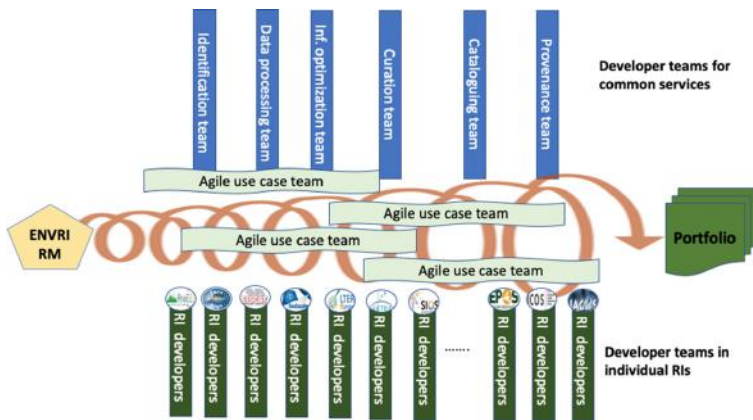 Identification team
Data processing team
Inf. optimization team
Curation team
Cataloguing team
Provenance team
Developer teams for
common services
Agile use case team
Agile use case team
Agile use case team
Agile use case team
ENVRI
RM
Portfolio
LTER
SIOS
EPOS
ICOS
IAGOS
RI developers
RI developers
RI developers
RI developers
RI developers
RI developers
RI developers
.......
RI developers
RI developers
RI developers
Developer teams in
individual RIs